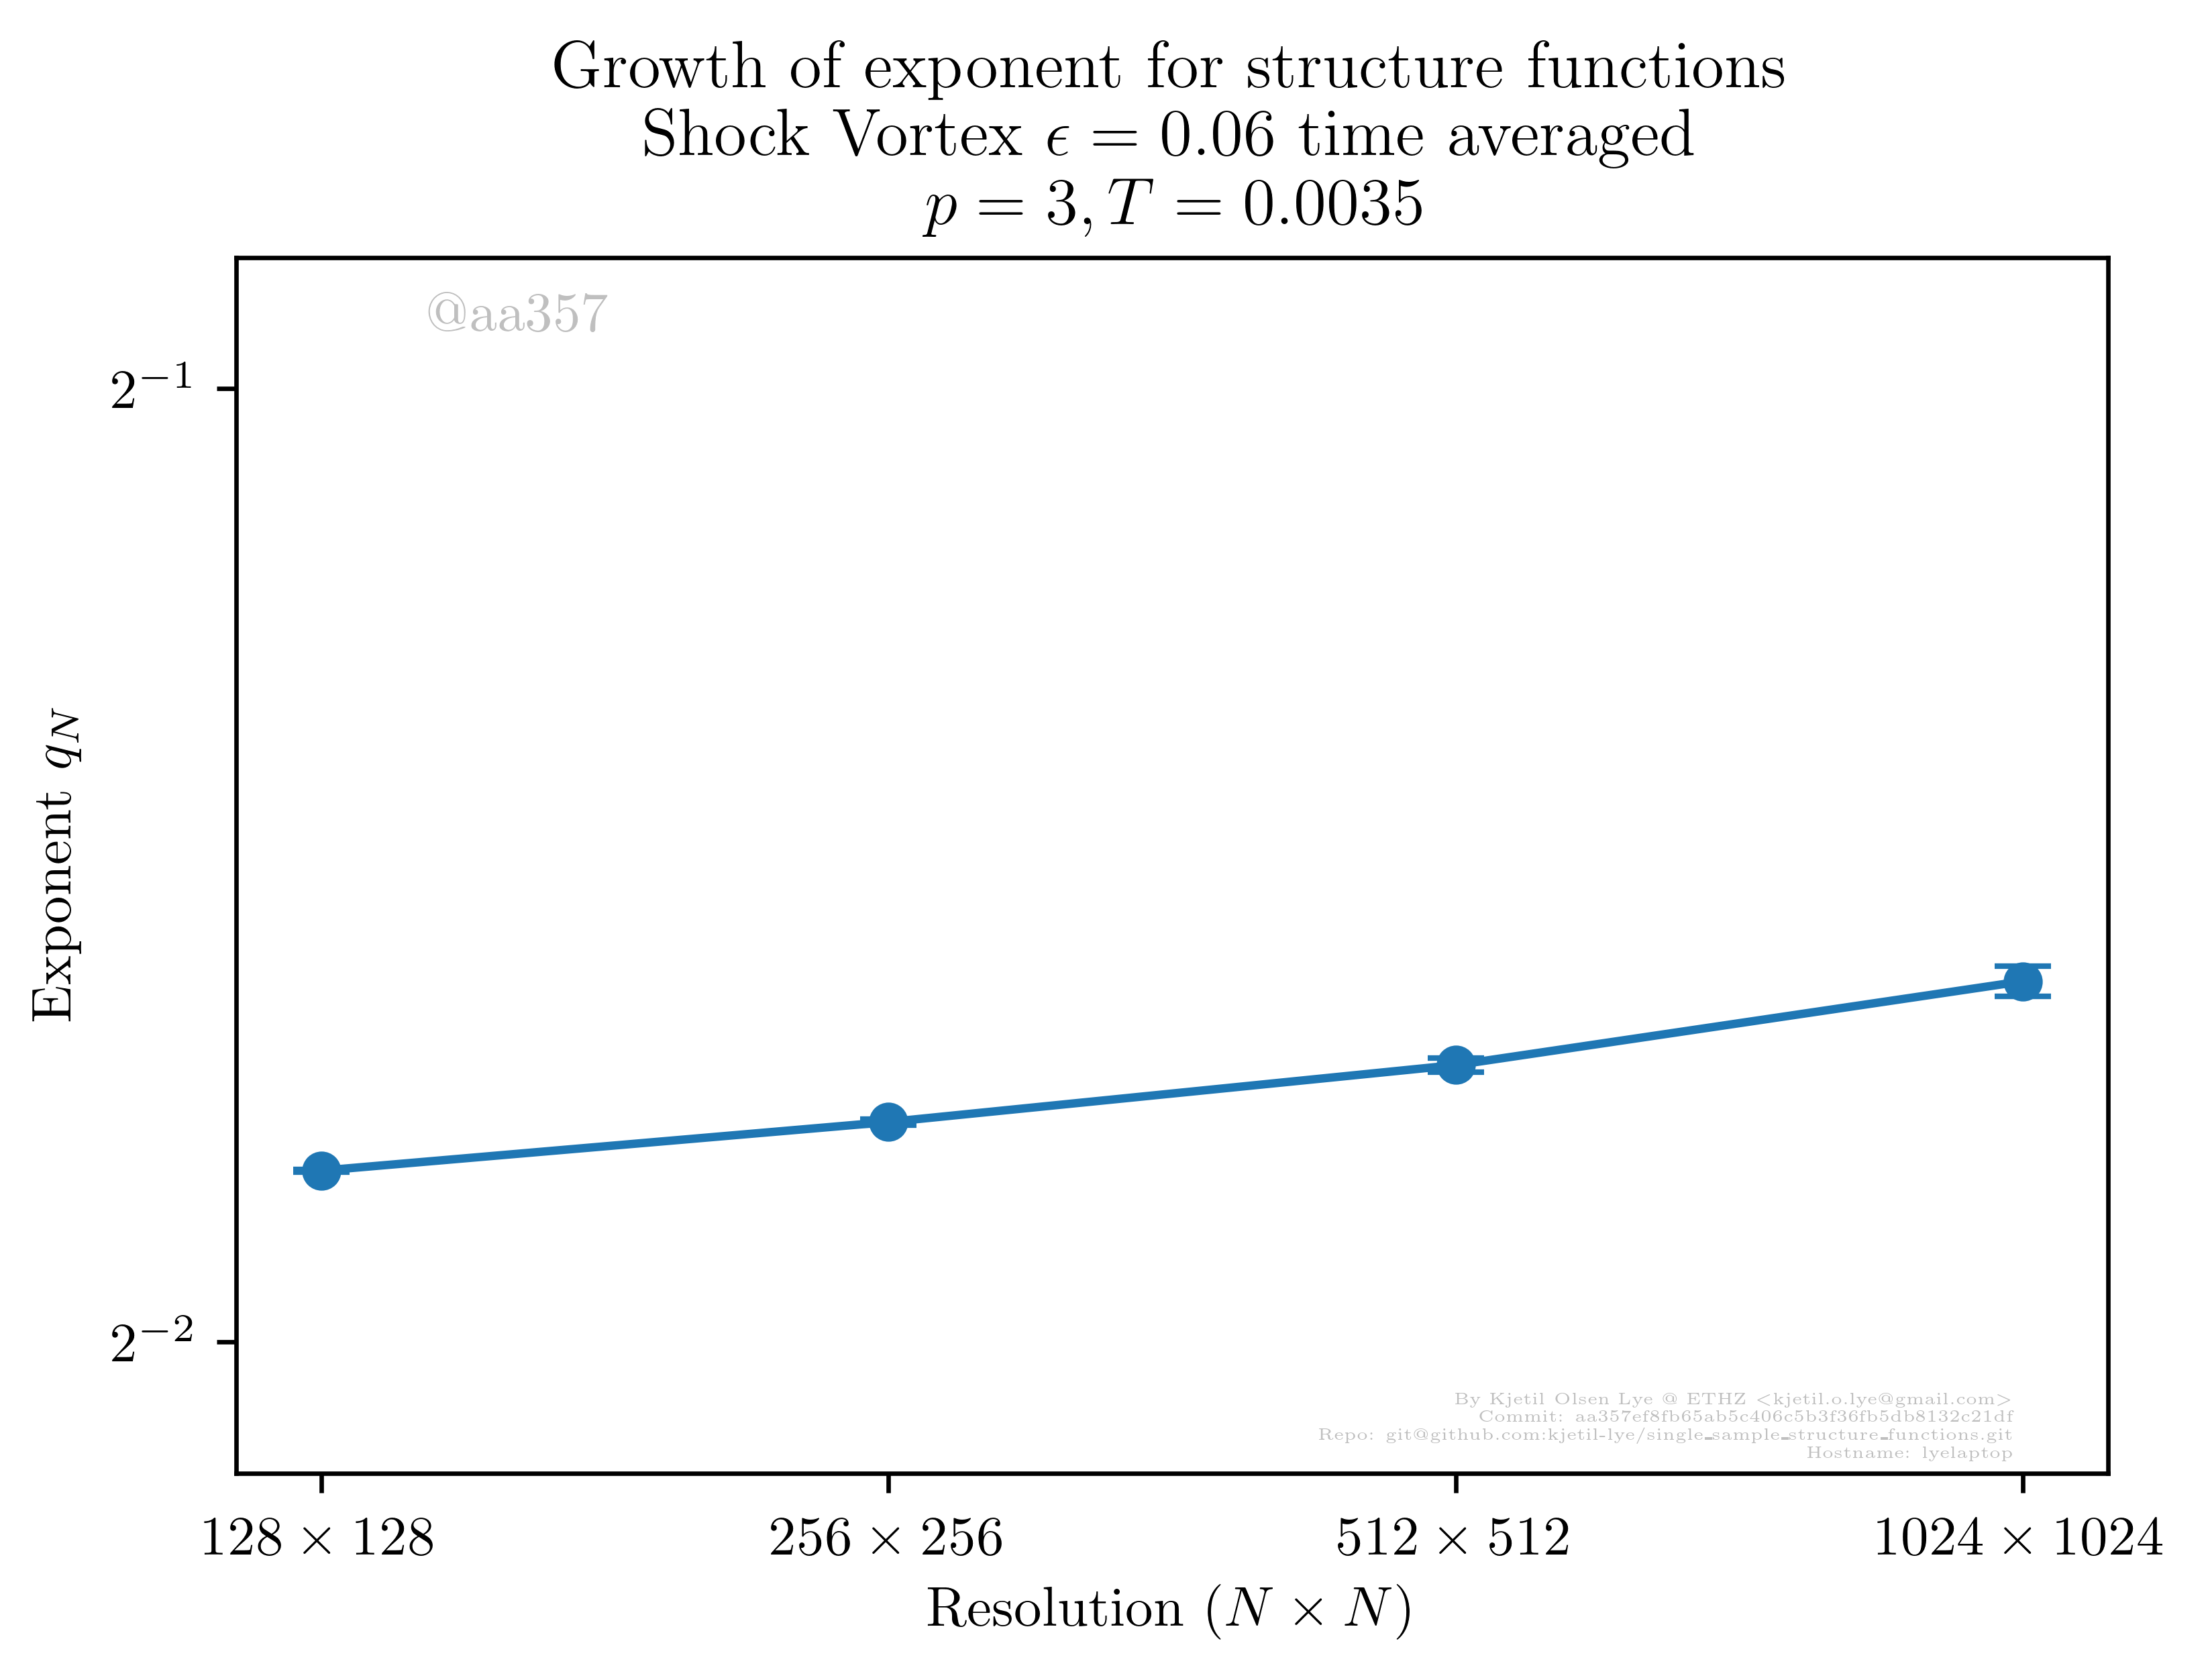 Growth of exponent for structure functions
Shock Vortex ϵ = 0.06 time averaged
p = 3, T = 0.0035
@aa357
2⁻¹
Exponent q_N
2⁻²
By Kjetil Olsen Lye @ ETHZ <kjetil.o.lye@gmail.com>
Commit: aa357ef8fb65ab5c406c5b3f36fb5db8132c21df
Repo: git@github.com:kjetil-lye/single_sample_structure_functions.git
Hostname: lyelaptop
128 × 128 256 × 256 512 × 512 1024 × 1024
Resolution (N × N)